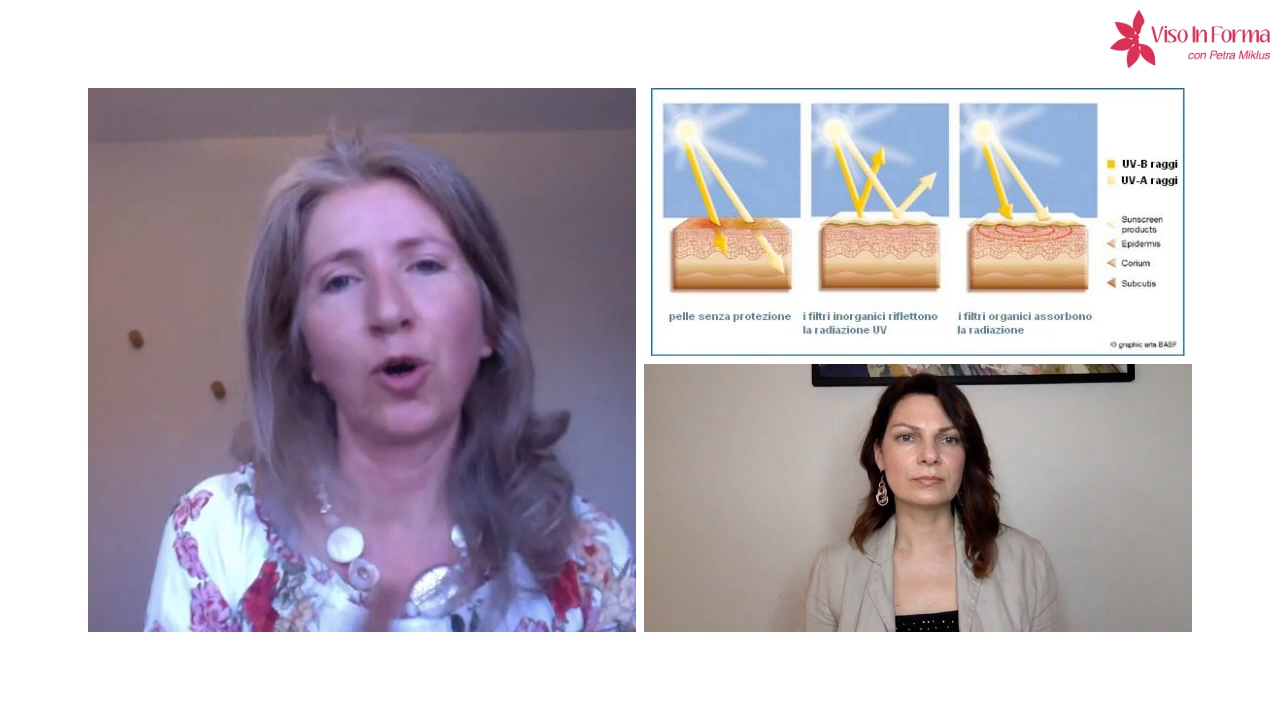 Viso In Forma
con Petra Miklus
UV-B raggi
UV-A raggi
Sunscreen
products
Epidermis
Corium
Subcutis
pelle senza protezione
i filtri inorganici riflettono
la radiazione UV
i filtri organici assorbono
la radiazione
© graphic arts BASF